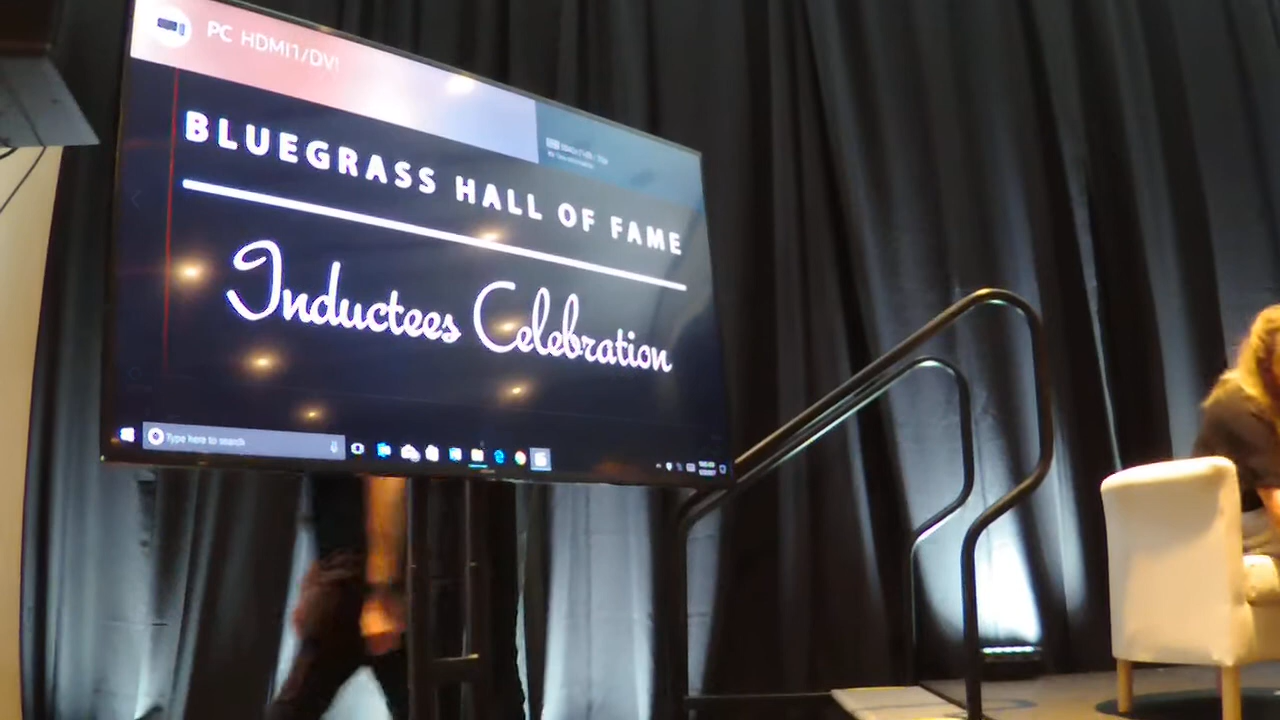 PC HDMI1/DVI
BLUEGRASS HALL OF FAME
Inductees Celebration
Type here to search